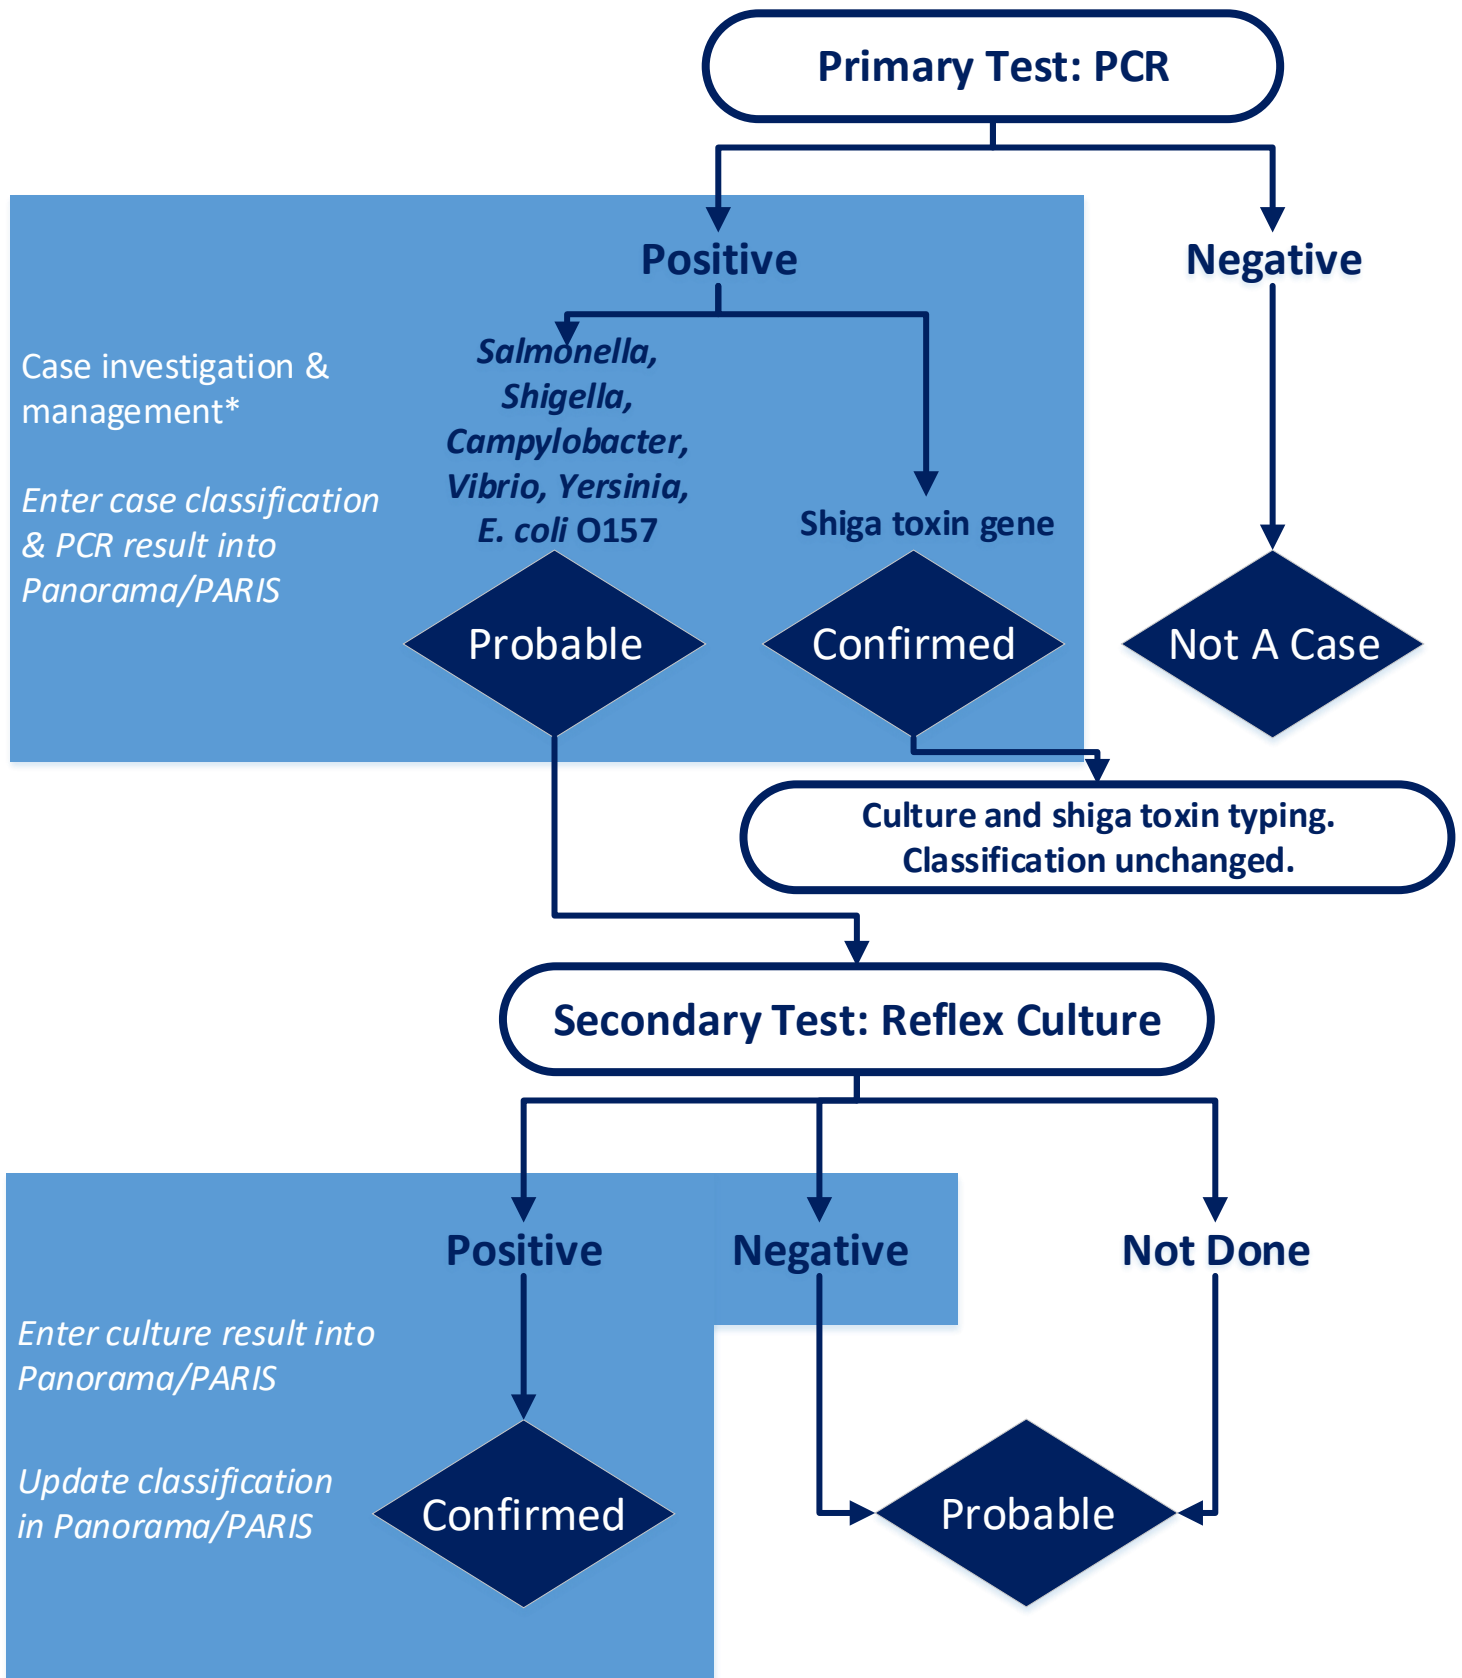 Primary Test: PCR
Positive
Negative
Case investigation &
management*
Enter case classification
& PCR result into
Panorama/PARIS
Salmonella,
Shigella,
Campylobacter,
Vibrio, Yersinia,
E. coli O157
Shiga toxin gene
Probable
Confirmed
Not A Case
Culture and shiga toxin typing.
Classification unchanged.
Secondary Test: Reflex Culture
Positive
Negative
Not Done
Enter culture result into
Panorama/PARIS
Update classification
in Panorama/PARIS
Confirmed
Probable